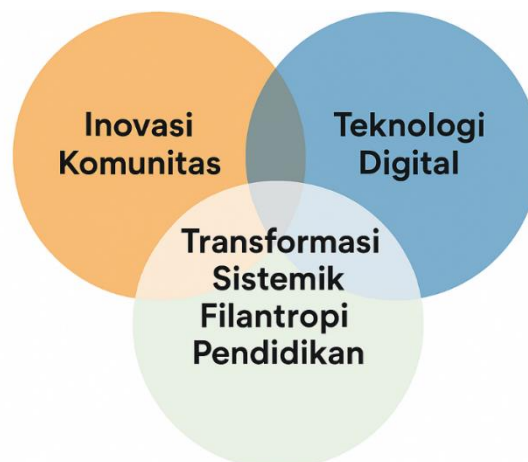 Inovasi
Komunitas
Teknologi
Digital
Transformasi
Sistemik
Filantropi
Pendidikan